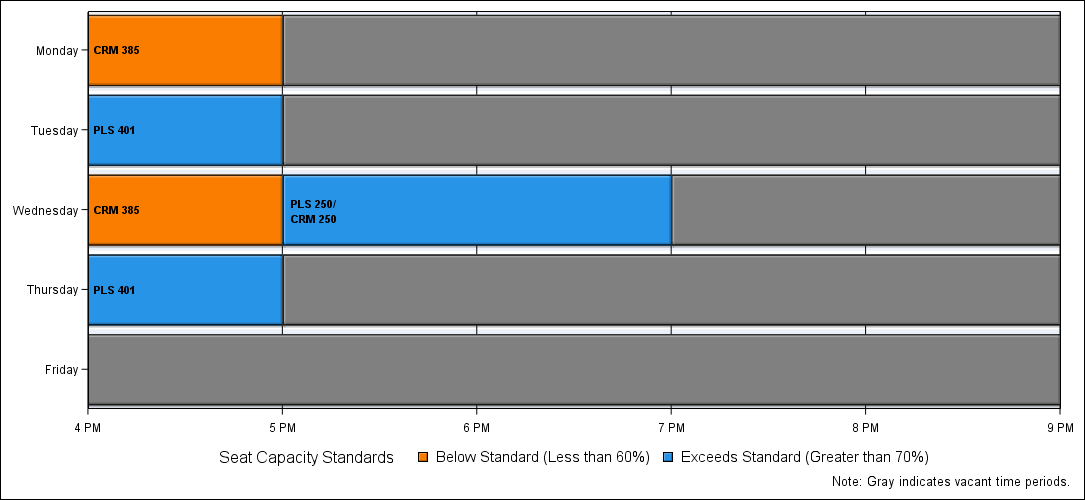 Monday
CRM 385
Tuesday
PLS 401
Wednesday
CRM 385
PLS 250/
CRM 250
Thursday
PLS 401
Friday
4 PM 5 PM 6 PM 7 PM 8 PM 9 PM
Seat Capacity Standards Below Standard (Less than 60%) Exceeds Standard (Greater than 70%)
Note: Gray indicates vacant time periods.